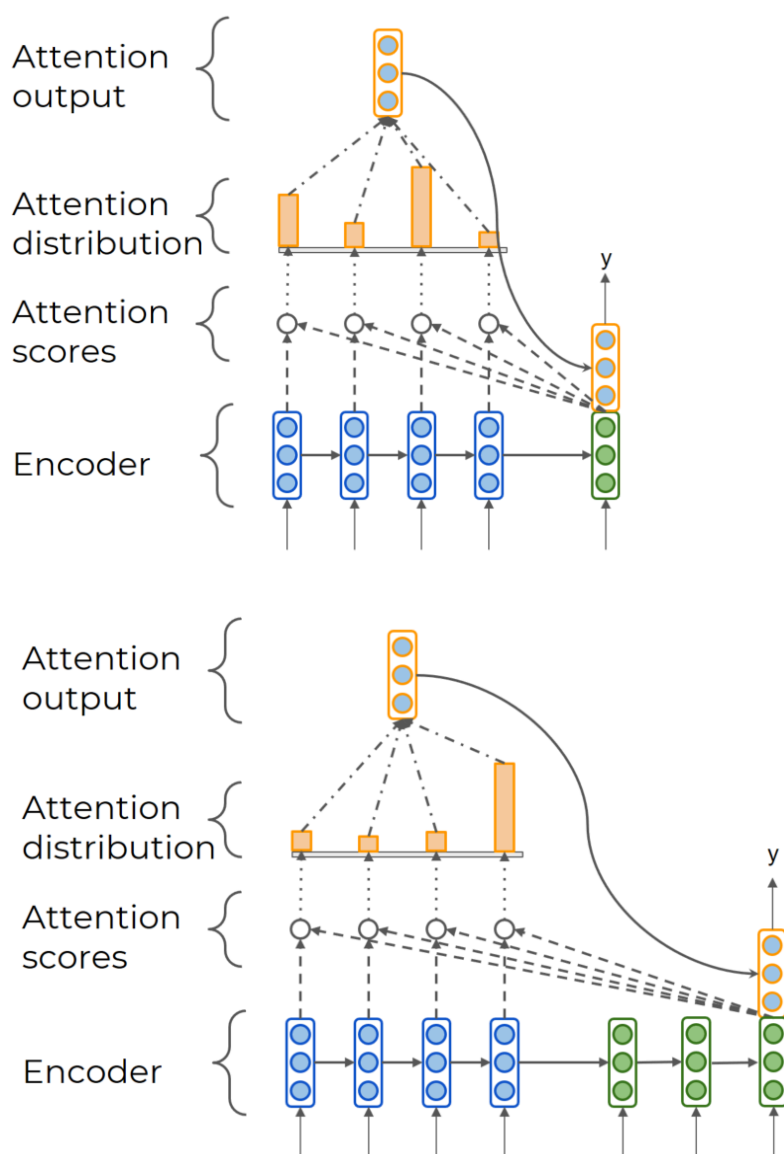 Attention
output
Attention
distribution
y
Attention
scores
Encoder
Attention
output
Attention
distribution
y
Attention
scores
Encoder